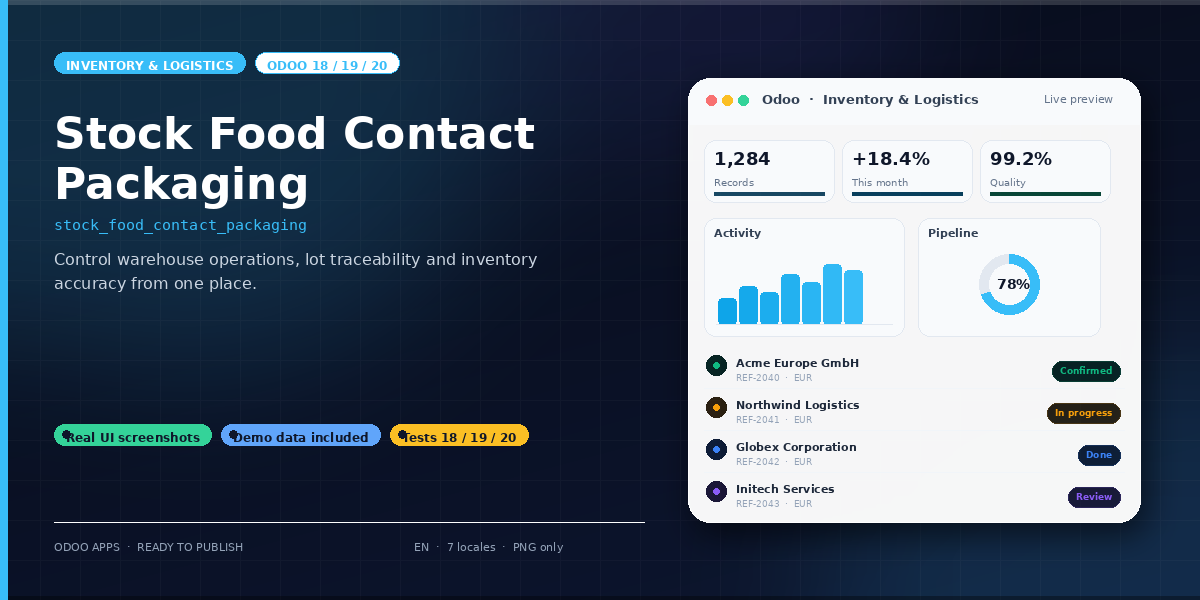 INVENTORY & LOGISTICS
ODOO 18 / 19 / 20
Stock Food Contact
Packaging
stock_food_contact_packaging
Control warehouse operations, lot traceability and inventory
accuracy from one place.
Real UI screenshots
Demo data included
Tests 18 / 19 / 20
ODOO APPS · READY TO PUBLISH
EN · 7 locales · PNG only
Odoo · Inventory & Logistics
Live preview
1,284
Records
+18.4%
This month
99.2%
Quality
Activity
Pipeline
78%
Acme Europe GmbH
REF-2040 · EUR
Confirmed
Northwind Logistics
REF-2041 · EUR
In progress
Globex Corporation
REF-2042 · EUR
Done
Initech Services
REF-2043 · EUR
Review